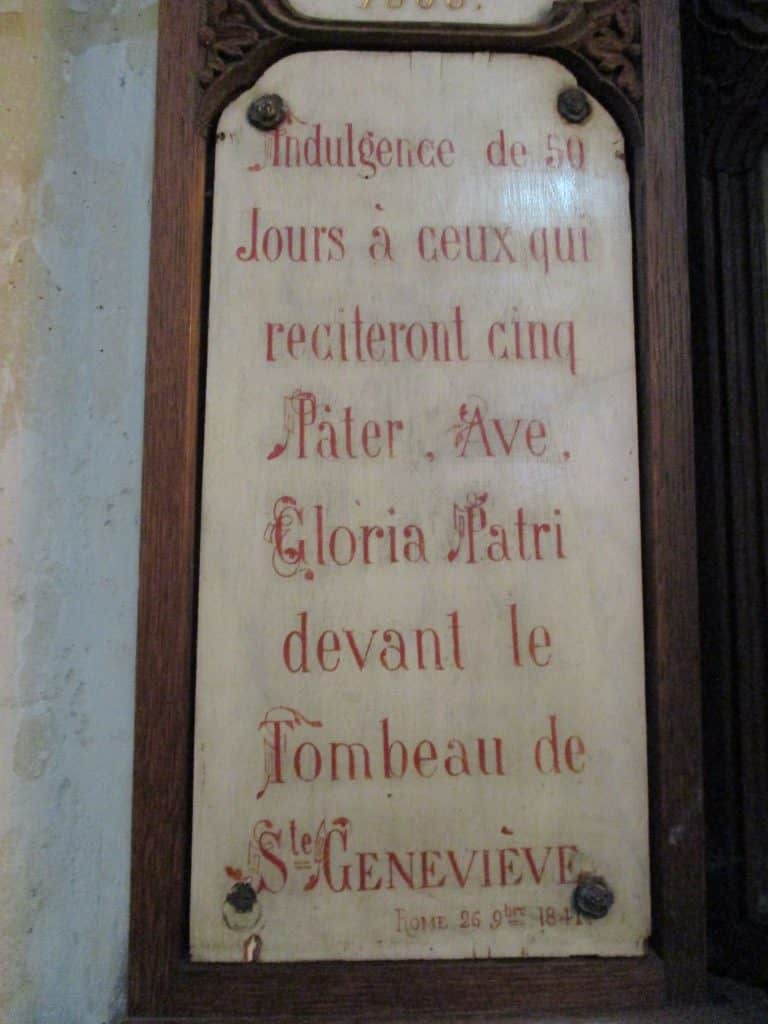 Indulgence de 50
Jours à ceux qui
reciteront cinq
Pàter, Ave,
Gloria Patri
devant le
Tombeau de
Ste GENEVIÈVE
ROME 26 9bre 1841